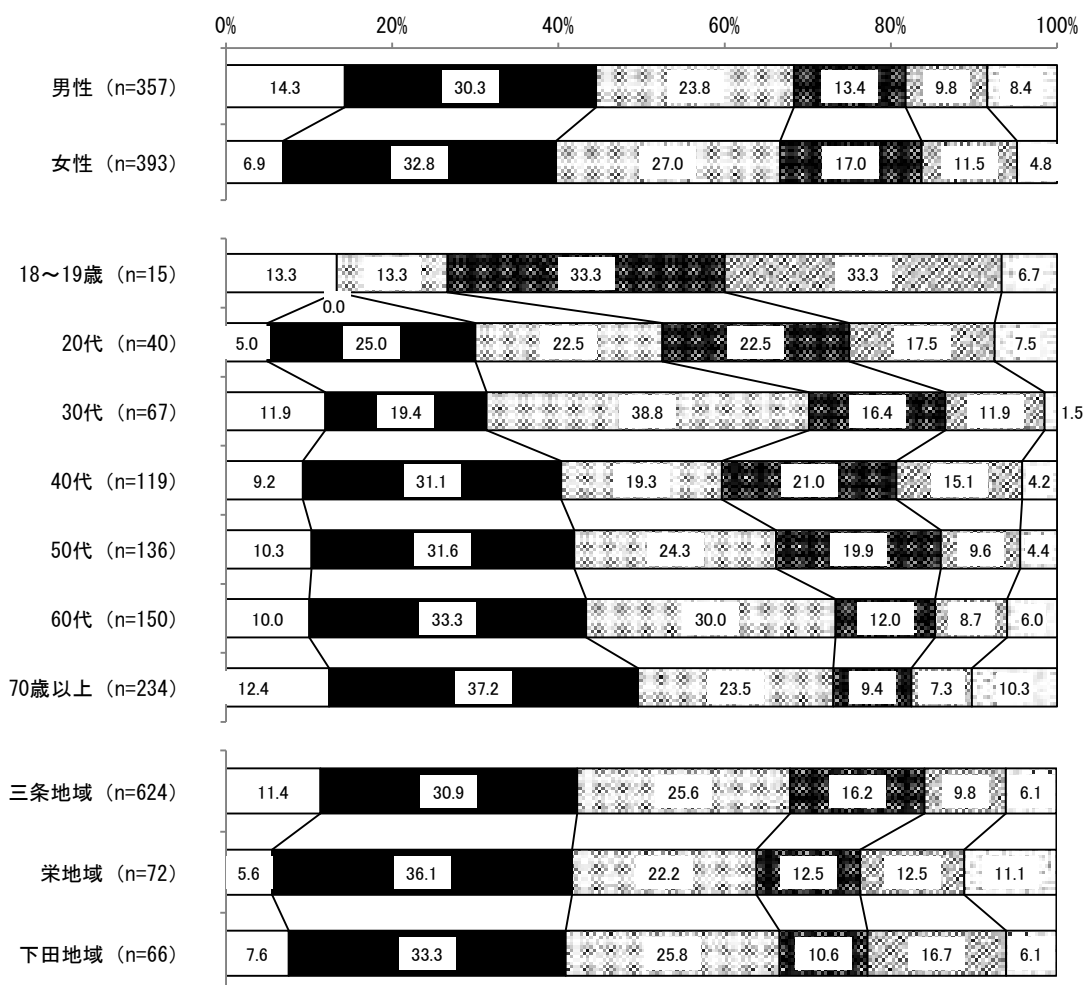 0% 20% 40% 60% 80% 100%
男性 (n=357) 14.3 30.3 23.8 13.4 9.8 8.4
女性 (n=393) 6.9 32.8 27.0 17.0 11.5 4.8
18～19歳 (n=15) 13.3 13.3 33.3 33.3 6.7
0.0
20代 (n=40) 5.0 25.0 22.5 22.5 17.5 7.5
30代 (n=67) 11.9 19.4 38.8 16.4 11.9 1.5
40代 (n=119) 9.2 31.1 19.3 21.0 15.1 4.2
50代 (n=136) 10.3 31.6 24.3 19.9 9.6 4.4
60代 (n=150) 10.0 33.3 30.0 12.0 8.7 6.0
70歳以上 (n=234) 12.4 37.2 23.5 9.4 7.3 10.3
三条地域 (n=624) 11.4 30.9 25.6 16.2 9.8 6.1
栄地域 (n=72) 5.6 36.1 22.2 12.5 12.5 11.1
下田地域 (n=66) 7.6 33.3 25.8 10.6 16.7 6.1